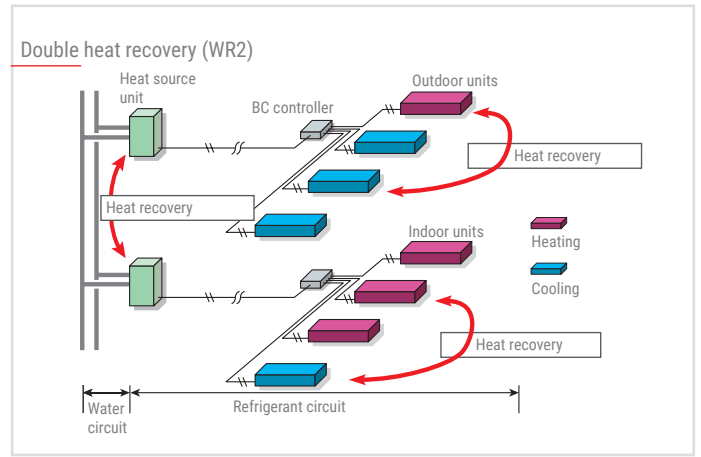 Double heat recovery (WR2)
Heat source
unit
BC controller
Outdoor units
Heat recovery
Heat recovery
Indoor units
Heating
Cooling
Heat recovery
Water
circuit
Refrigerant circuit